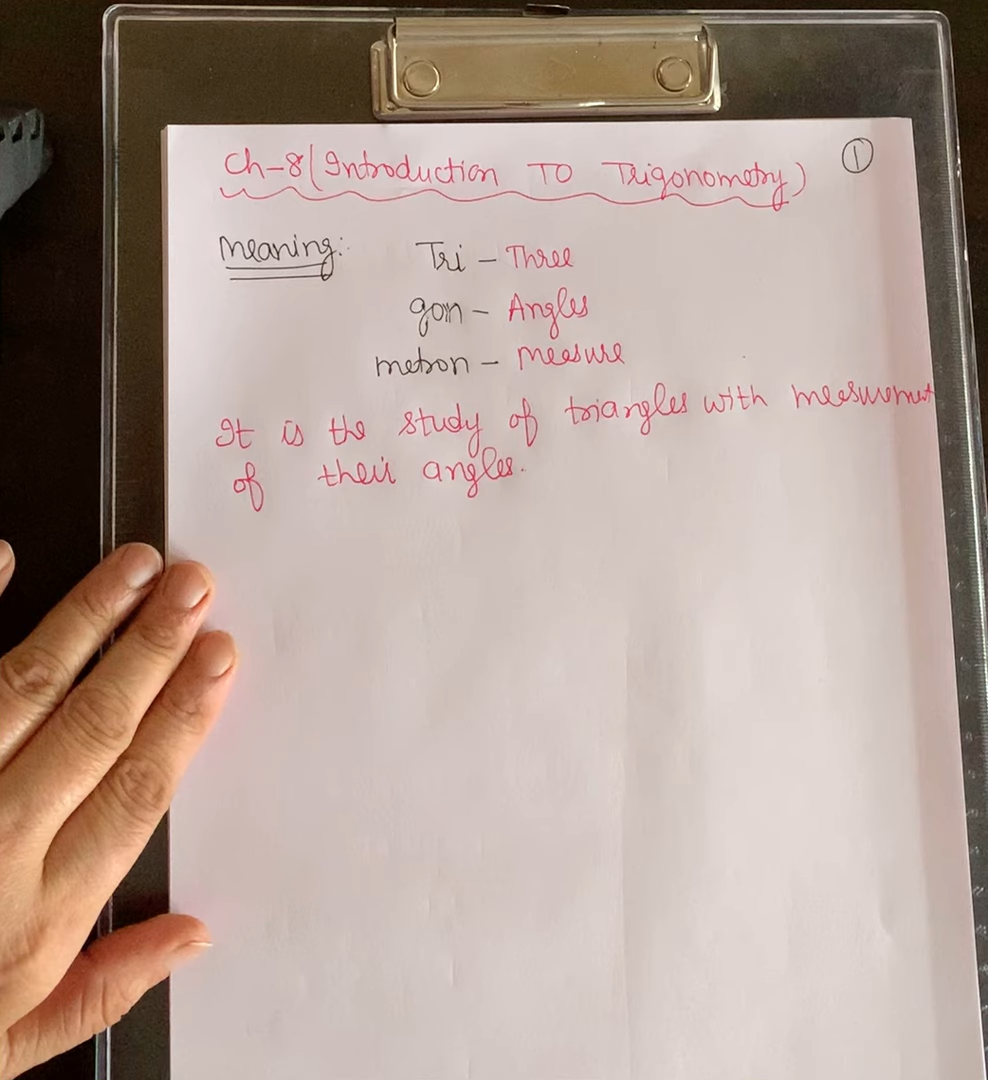 Ch-8 (Introduction TO Trigonometry) 1
Meaning: Tri - Three
gon - Angles
metron - Measure
It is the study of triangles with measurement
of their angles.